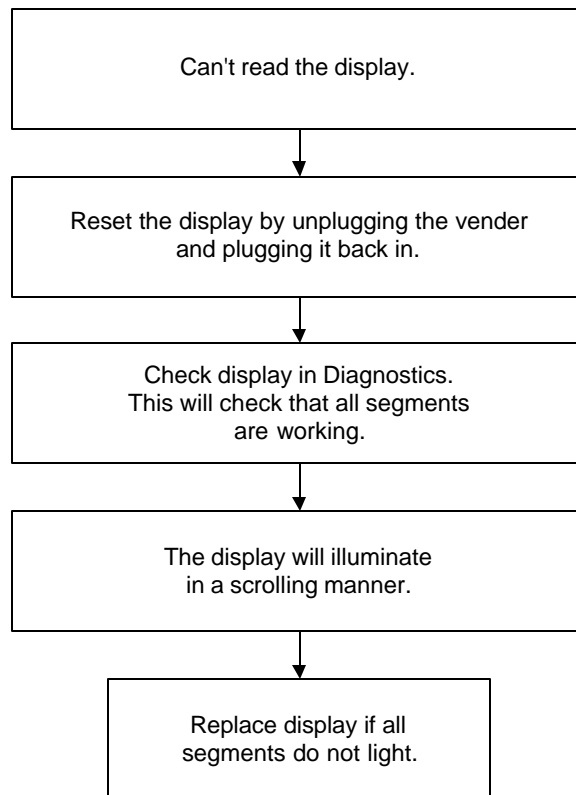 Can't read the display.
Reset the display by unplugging the vender
and plugging it back in.
Check display in Diagnostics.
This will check that all segments
are working.
The display will illuminate
in a scrolling manner.
Replace display if all
segments do not light.